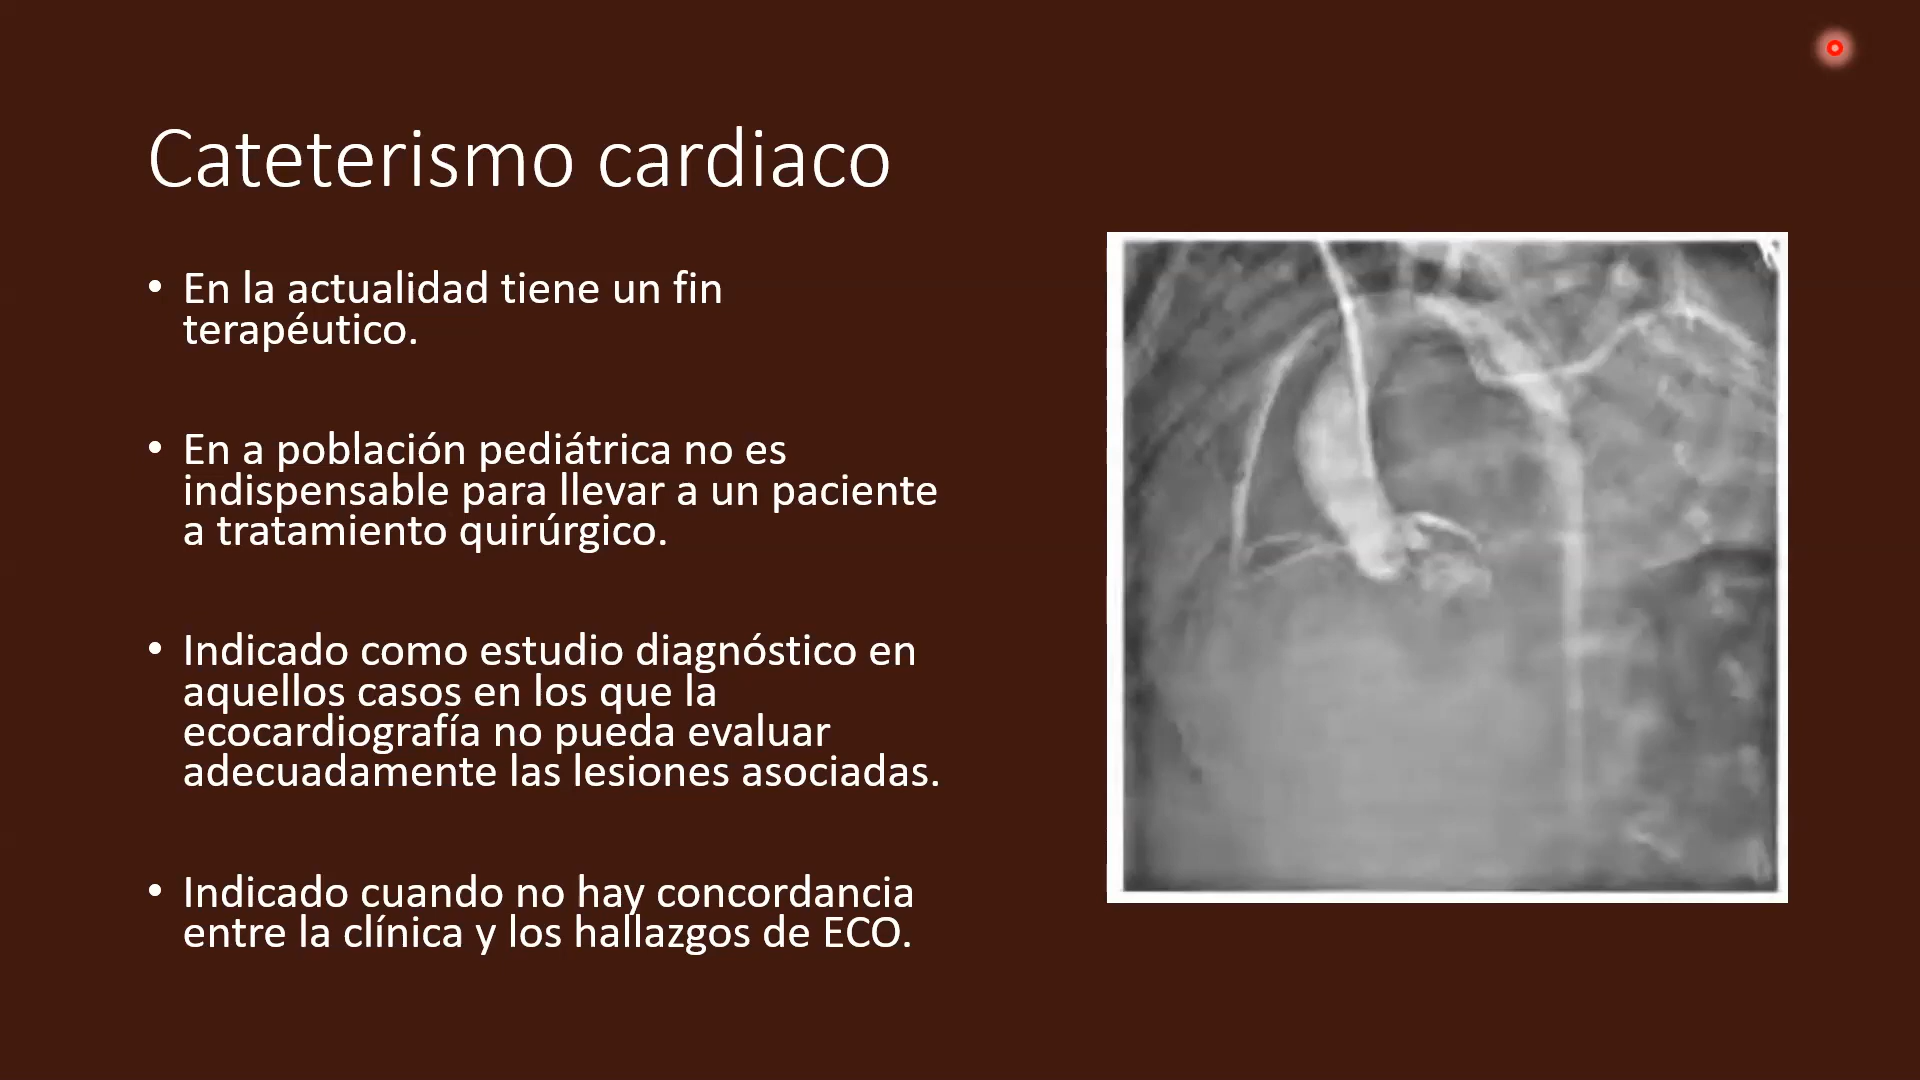 Cateterismo cardiaco
• En la actualidad tiene un fin
terapéutico.
• En a población pediátrica no es
indispensable para llevar a un paciente
a tratamiento quirúrgico.
• Indicado como estudio diagnóstico en
aquellos casos en los que la
ecocardiografía no pueda evaluar
adecuadamente las lesiones asociadas.
• Indicado cuando no hay concordancia
entre la clínica y los hallazgos de ECO.